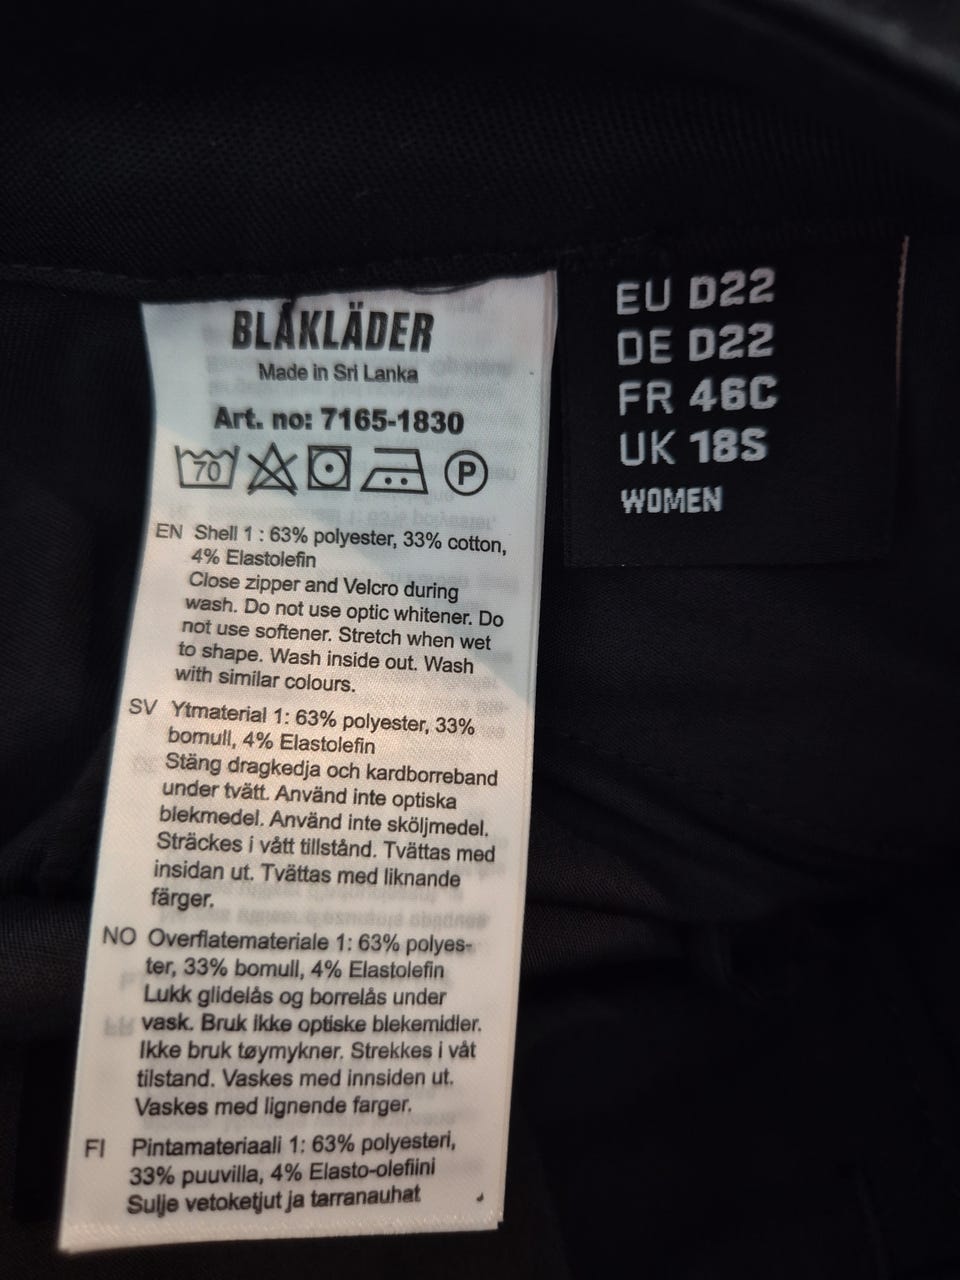 BLÅKLÄDER
Made in Sri Lanka
Art. no: 7165-1830
70
P
EN Shell 1 : 63% polyester, 33% cotton,
4% Elastolefin
Close zipper and Velcro during
wash. Do not use optic whitener. Do
not use softener. Stretch when wet
to shape. Wash inside out. Wash
with similar colours.
SV Ytmaterial 1: 63% polyester, 33%
bomull, 4% Elastolefin
Stäng dragkedja och kardborreband
under tvätt. Använd inte optiska
blekmedel. Använd inte sköljmedel.
Sträckes i vått tillstånd. Tvättas med
insidan ut. Tvättas med liknande
färger.
NO Overflatemateriale 1: 63% polyes-
ter, 33% bomull, 4% Elastolefin
Lukk glidelås og borrelås under
vask. Bruk ikke optiske blekemidler.
Ikke bruk tøymykner. Strekkes i våt
tilstand. Vaskes med innsiden ut.
Vaskes med lignende farger.
FI Pintamateriaali 1: 63% polyesteri,
33% puuvilla, 4% Elasto-olefiini
Sulje vetoketjut ja tarranauhat
EU D22
DE D22
FR 46C
UK 18S
WOMEN